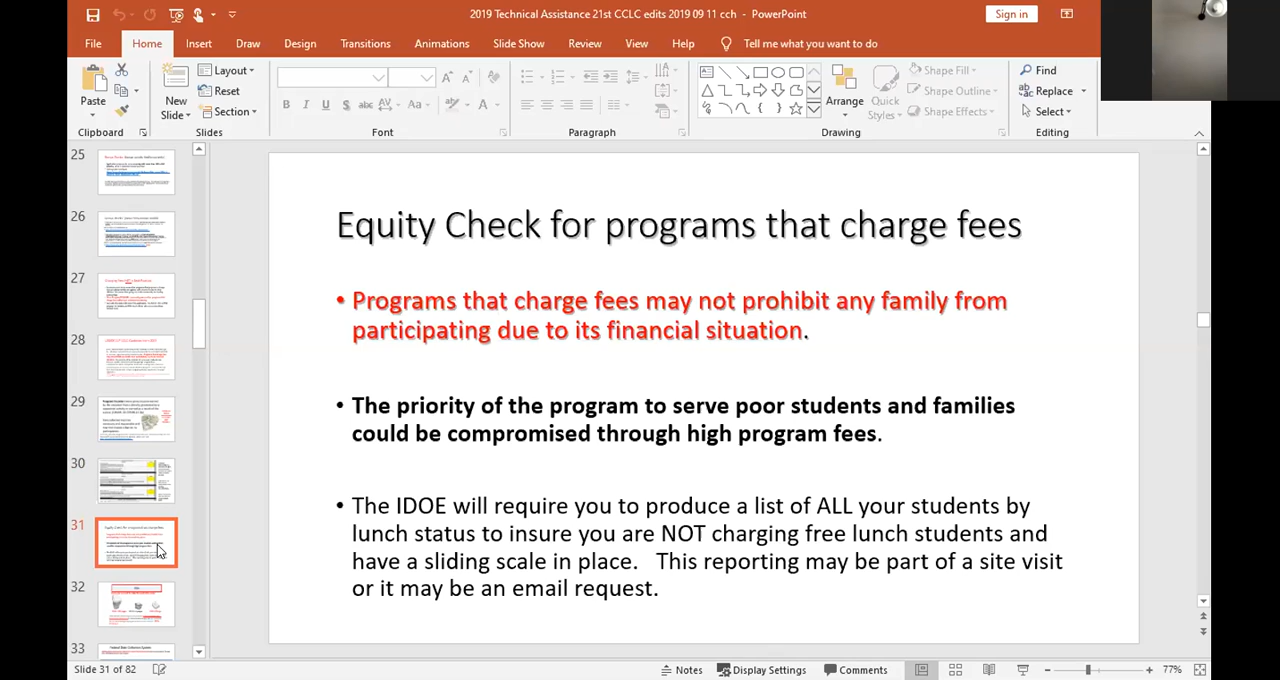 2019 Technical Assistance 21st CCLC edits 2019 09 11 cch - PowerPoint
Sign in
File Home Insert Draw Design Transitions Animations Slide Show Review View Help Tell me what you want to do
Paste
New
Slide
Layout
Reset
Section
B I U S abc AV Aa A
Arrange
Quick
Styles
Shape Fill
Shape Outline
Shape Effects
Find
Replace
Select
Clipboard Slides Font Paragraph Drawing Editing
25
26
27
28
29
30
31
32
33
Equity Check for programs that charge fees
• Programs that charge fees may not prohibit any family from
participating due to its financial situation.
• The priority of the program to serve poor students and families
could be compromised through high program fees.
• The IDOE will require you to produce a list of ALL your students by
lunch status to insure you are NOT charging free lunch students and
have a sliding scale in place. This reporting may be part of a site visit
or it may be an email request.
Slide 31 of 82 Notes Display Settings Comments 77%